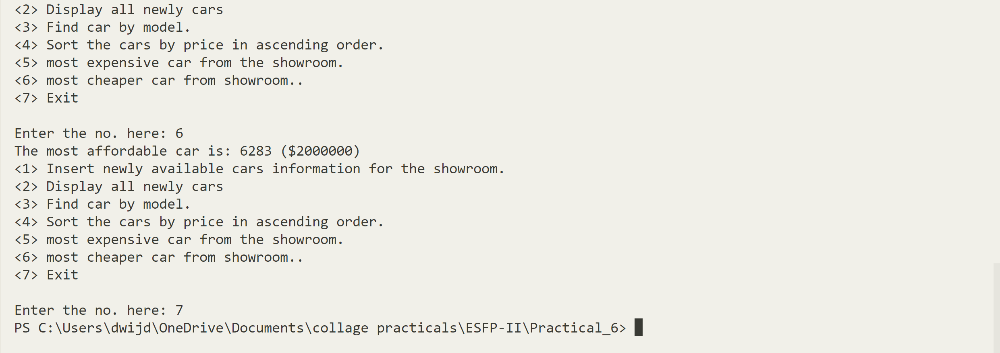 <2> Display all newly cars
<3> Find car by model.
<4> Sort the cars by price in ascending order.
<5> most expensive car from the showroom.
<6> most cheaper car from showroom..
<7> Exit
Enter the no. here: 6
The most affordable car is: 6283 ($2000000)
<1> Insert newly available cars information for the showroom.
<2> Display all newly cars
<3> Find car by model.
<4> Sort the cars by price in ascending order.
<5> most expensive car from the showroom.
<6> most cheaper car from showroom..
<7> Exit
Enter the no. here: 7
PS C:\Users\dwijd\OneDrive\Documents\collage practicals\ESFP-II\Practical_6>